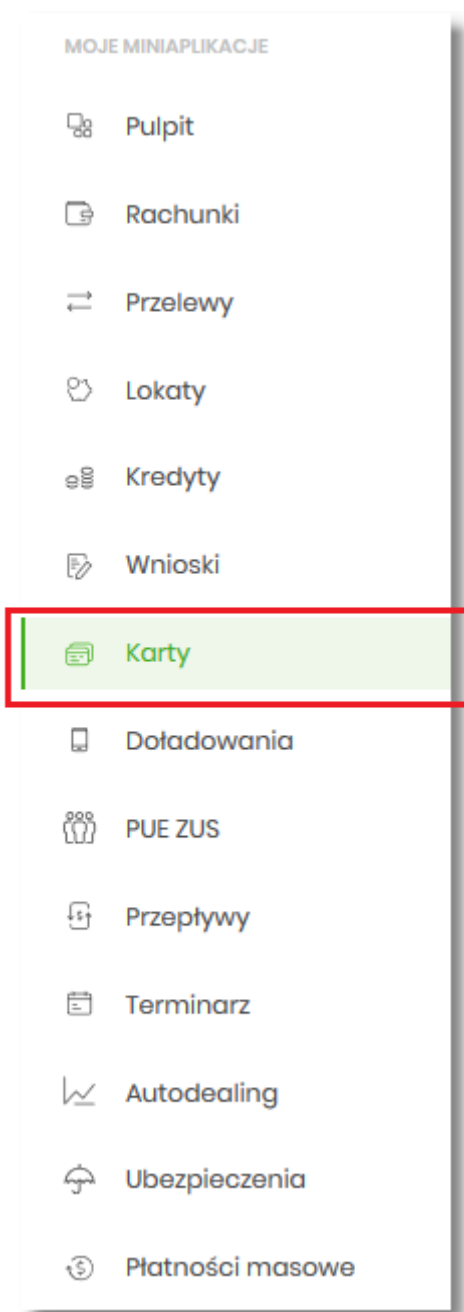 MOJE MINIAPLIKACJE
Pulpit
Rachunki
Przelewy
Lokaty
Kredyty
Wnioski
Karty
Doładowania
PUE ZUS
Przepływy
Terminarz
Autodealing
Ubezpieczenia
Płatności masowe